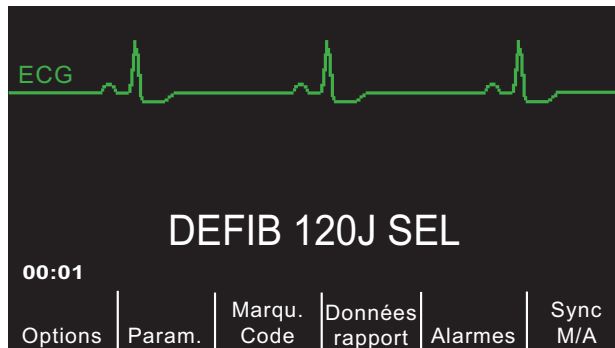 ECG
DEFIB 120J SEL
00:01
Options
Param.
Marqu.
Code
Données
rapport
Alarmes
Sync
M/A